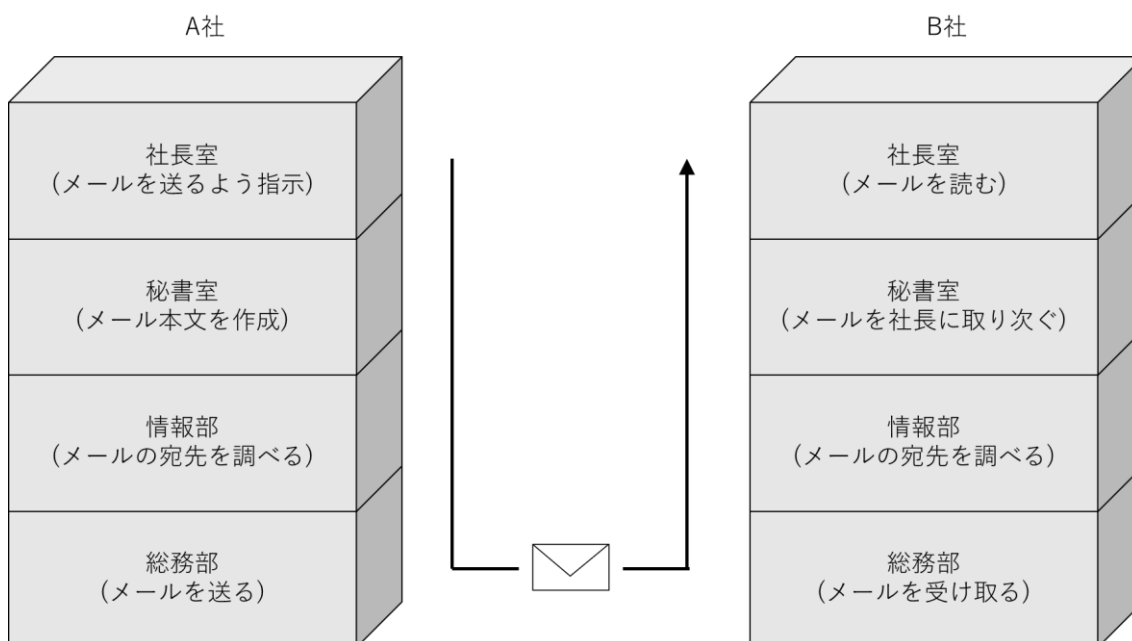 A社
社長室
(メールを送るよう指示)
秘書室
(メール本文を作成)
情報部
(メールの宛先を調べる)
総務部
(メールを送る)
B社
社長室
(メールを読む)
秘書室
(メールを社長に取り次ぐ)
情報部
(メールの宛先を調べる)
総務部
(メールを受け取る)